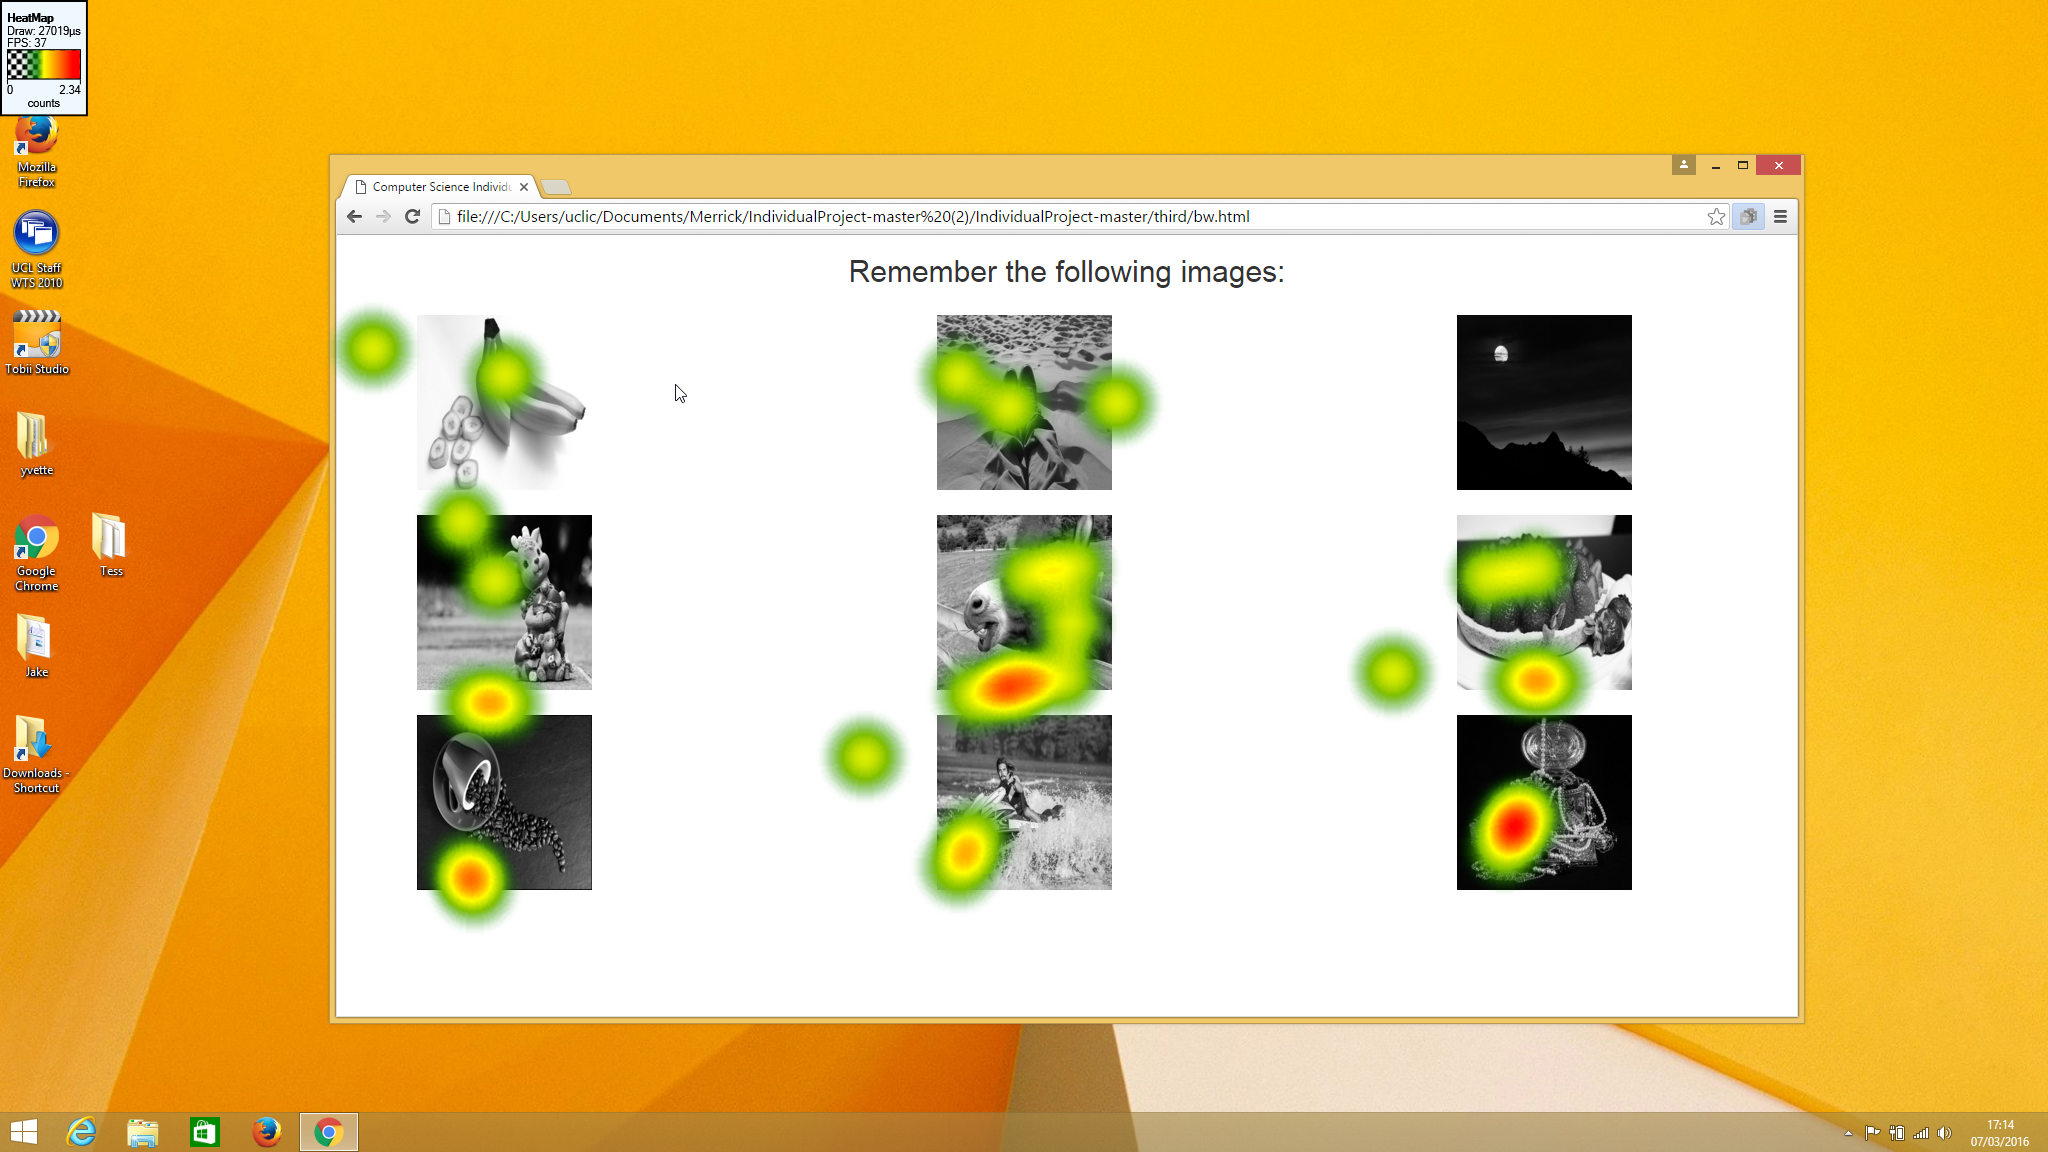 HeatMap
Draw: 27019µs
FPS: 37
0 2.34
counts
Mozilla
Firefox
UCL Staff
WTS 2010
Tobii Studio
yvette
Google
Chrome
Tess
Jake
Downloads -
Shortcut
Computer Science Individu
file:///C:/Users/uclic/Documents/Merrick/IndividualProject-master%20(2)/IndividualProject-master/third/bw.html
Remember the following images:
17:14
07/03/2016